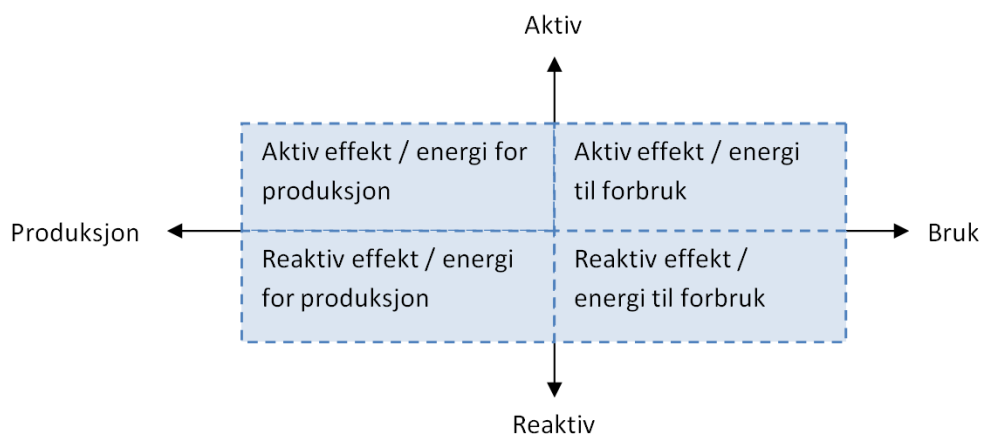 Aktiv
Aktiv effekt / energi for
produksjon
Aktiv effekt / energi
til forbruk
Produksjon
Bruk
Reaktiv effekt / energi
for produksjon
Reaktiv effekt /
energi til forbruk
Reaktiv